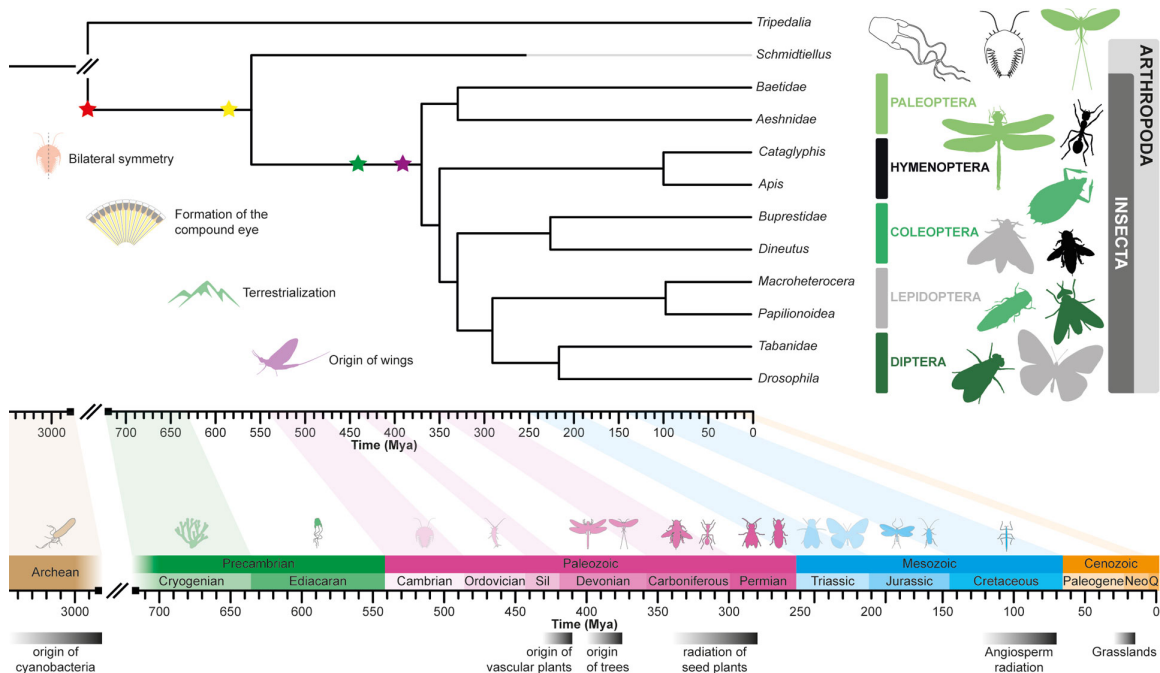 Tripedalia
Schmidtiellus
Baetidae
Aeshnidae
Cataglyphis
Apis
Buprestidae
Dineutus
Macroheterocera
Papilionoidea
Tabanidae
Drosophila
Bilateral symmetry
Formation of the
compound eye
Terrestrialization
Origin of wings
PALEOPTERA
HYMENOPTERA
COLEOPTERA
LEPIDOPTERA
DIPTERA
INSECTA
ARTHROPODA
3000 700 650 600 550 500 450 400 350 300 250 200 150 100 50 0
Time (Mya)
Archean Precambrian Paleozoic Mesozoic Cenozoic
Cryogenian Ediacaran Cambrian Ordovician Sil Devonian Carboniferous Permian Triassic Jurassic Cretaceous Paleogene Neo Q
3000 700 650 600 550 500 450 400 350 300 250 200 150 100 50 0
Time (Mya)
origin of
cyanobacteria
origin of
vascular plants
origin
of trees
radiation of
seed plants
Angiosperm
radiation
Grasslands